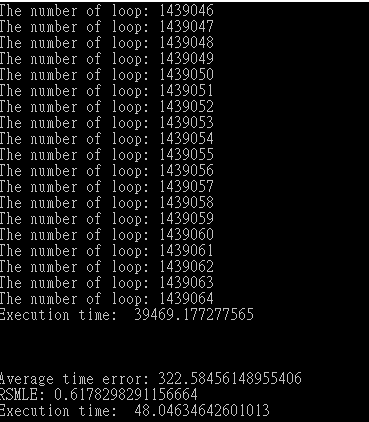 The number of loop: 1439046
The number of loop: 1439047
The number of loop: 1439048
The number of loop: 1439049
The number of loop: 1439050
The number of loop: 1439051
The number of loop: 1439052
The number of loop: 1439053
The number of loop: 1439054
The number of loop: 1439055
The number of loop: 1439056
The number of loop: 1439057
The number of loop: 1439058
The number of loop: 1439059
The number of loop: 1439060
The number of loop: 1439061
The number of loop: 1439062
The number of loop: 1439063
The number of loop: 1439064
Execution time:  39469.177277565
Average time error: 322.58456148955406
RSMLE: 0.6178298291156664
Execution time:  48.04634642601013